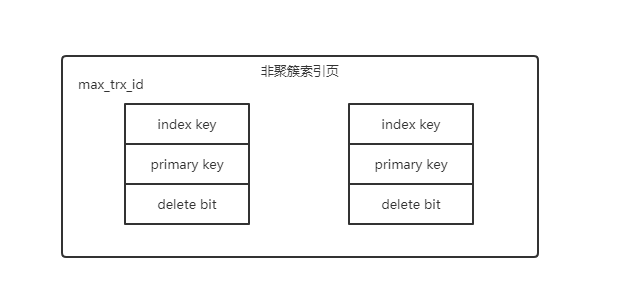 非聚簇索引页
max_trx_id
index key
index key
primary key
primary key
delete bit
delete bit